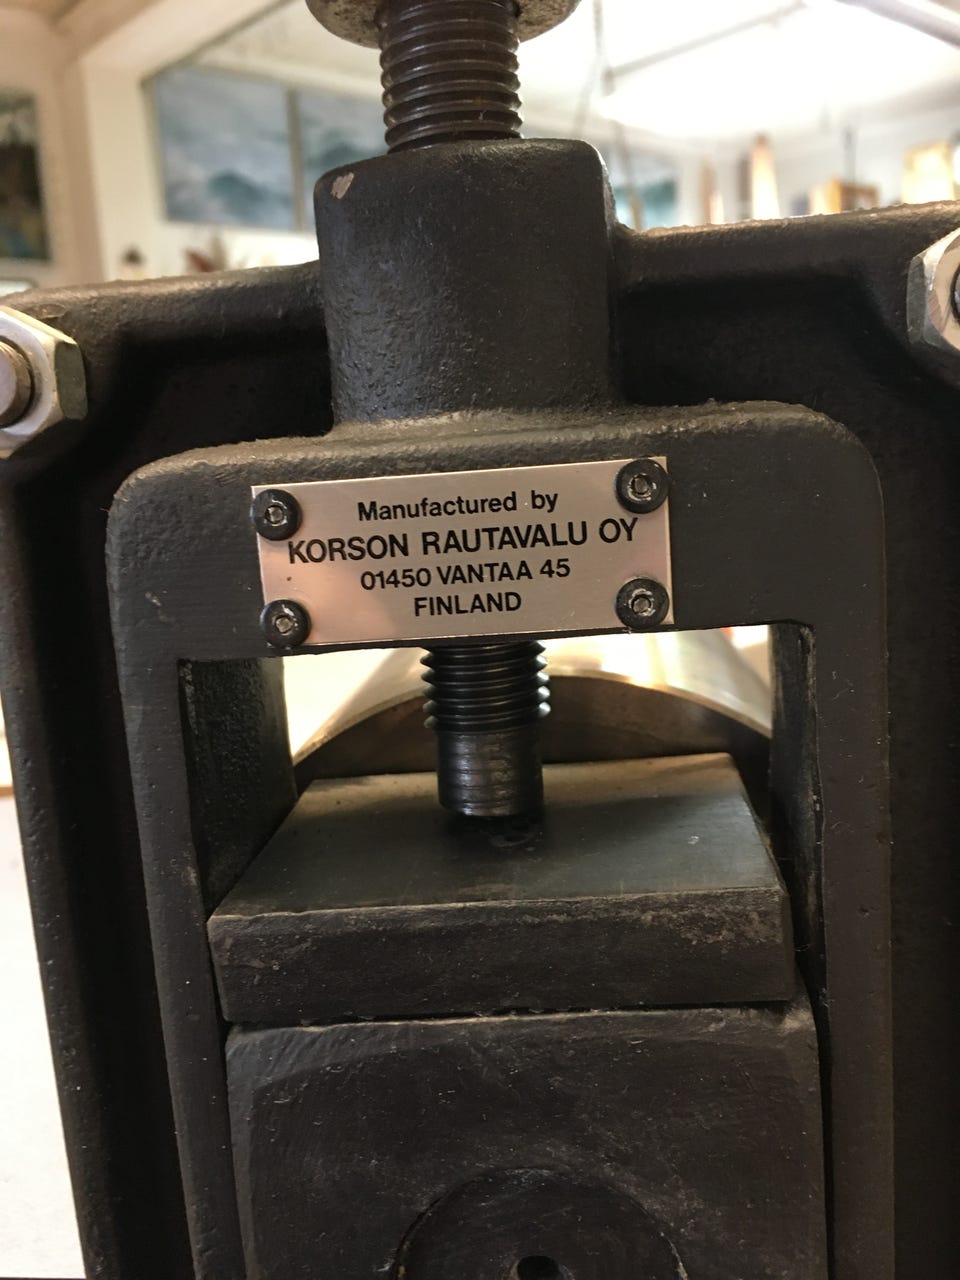 Manufactured by
KORSON RAUTAVALU OY
01450 VANTAA 45
FINLAND